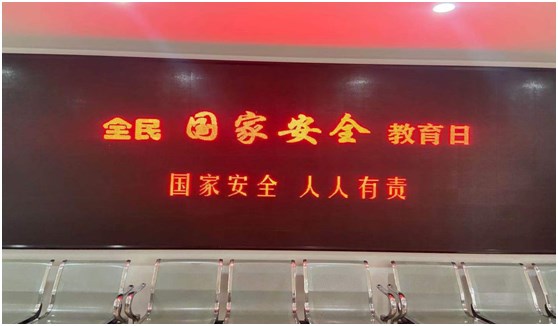 全民 国家安全 教育日
国家安全 人人有责